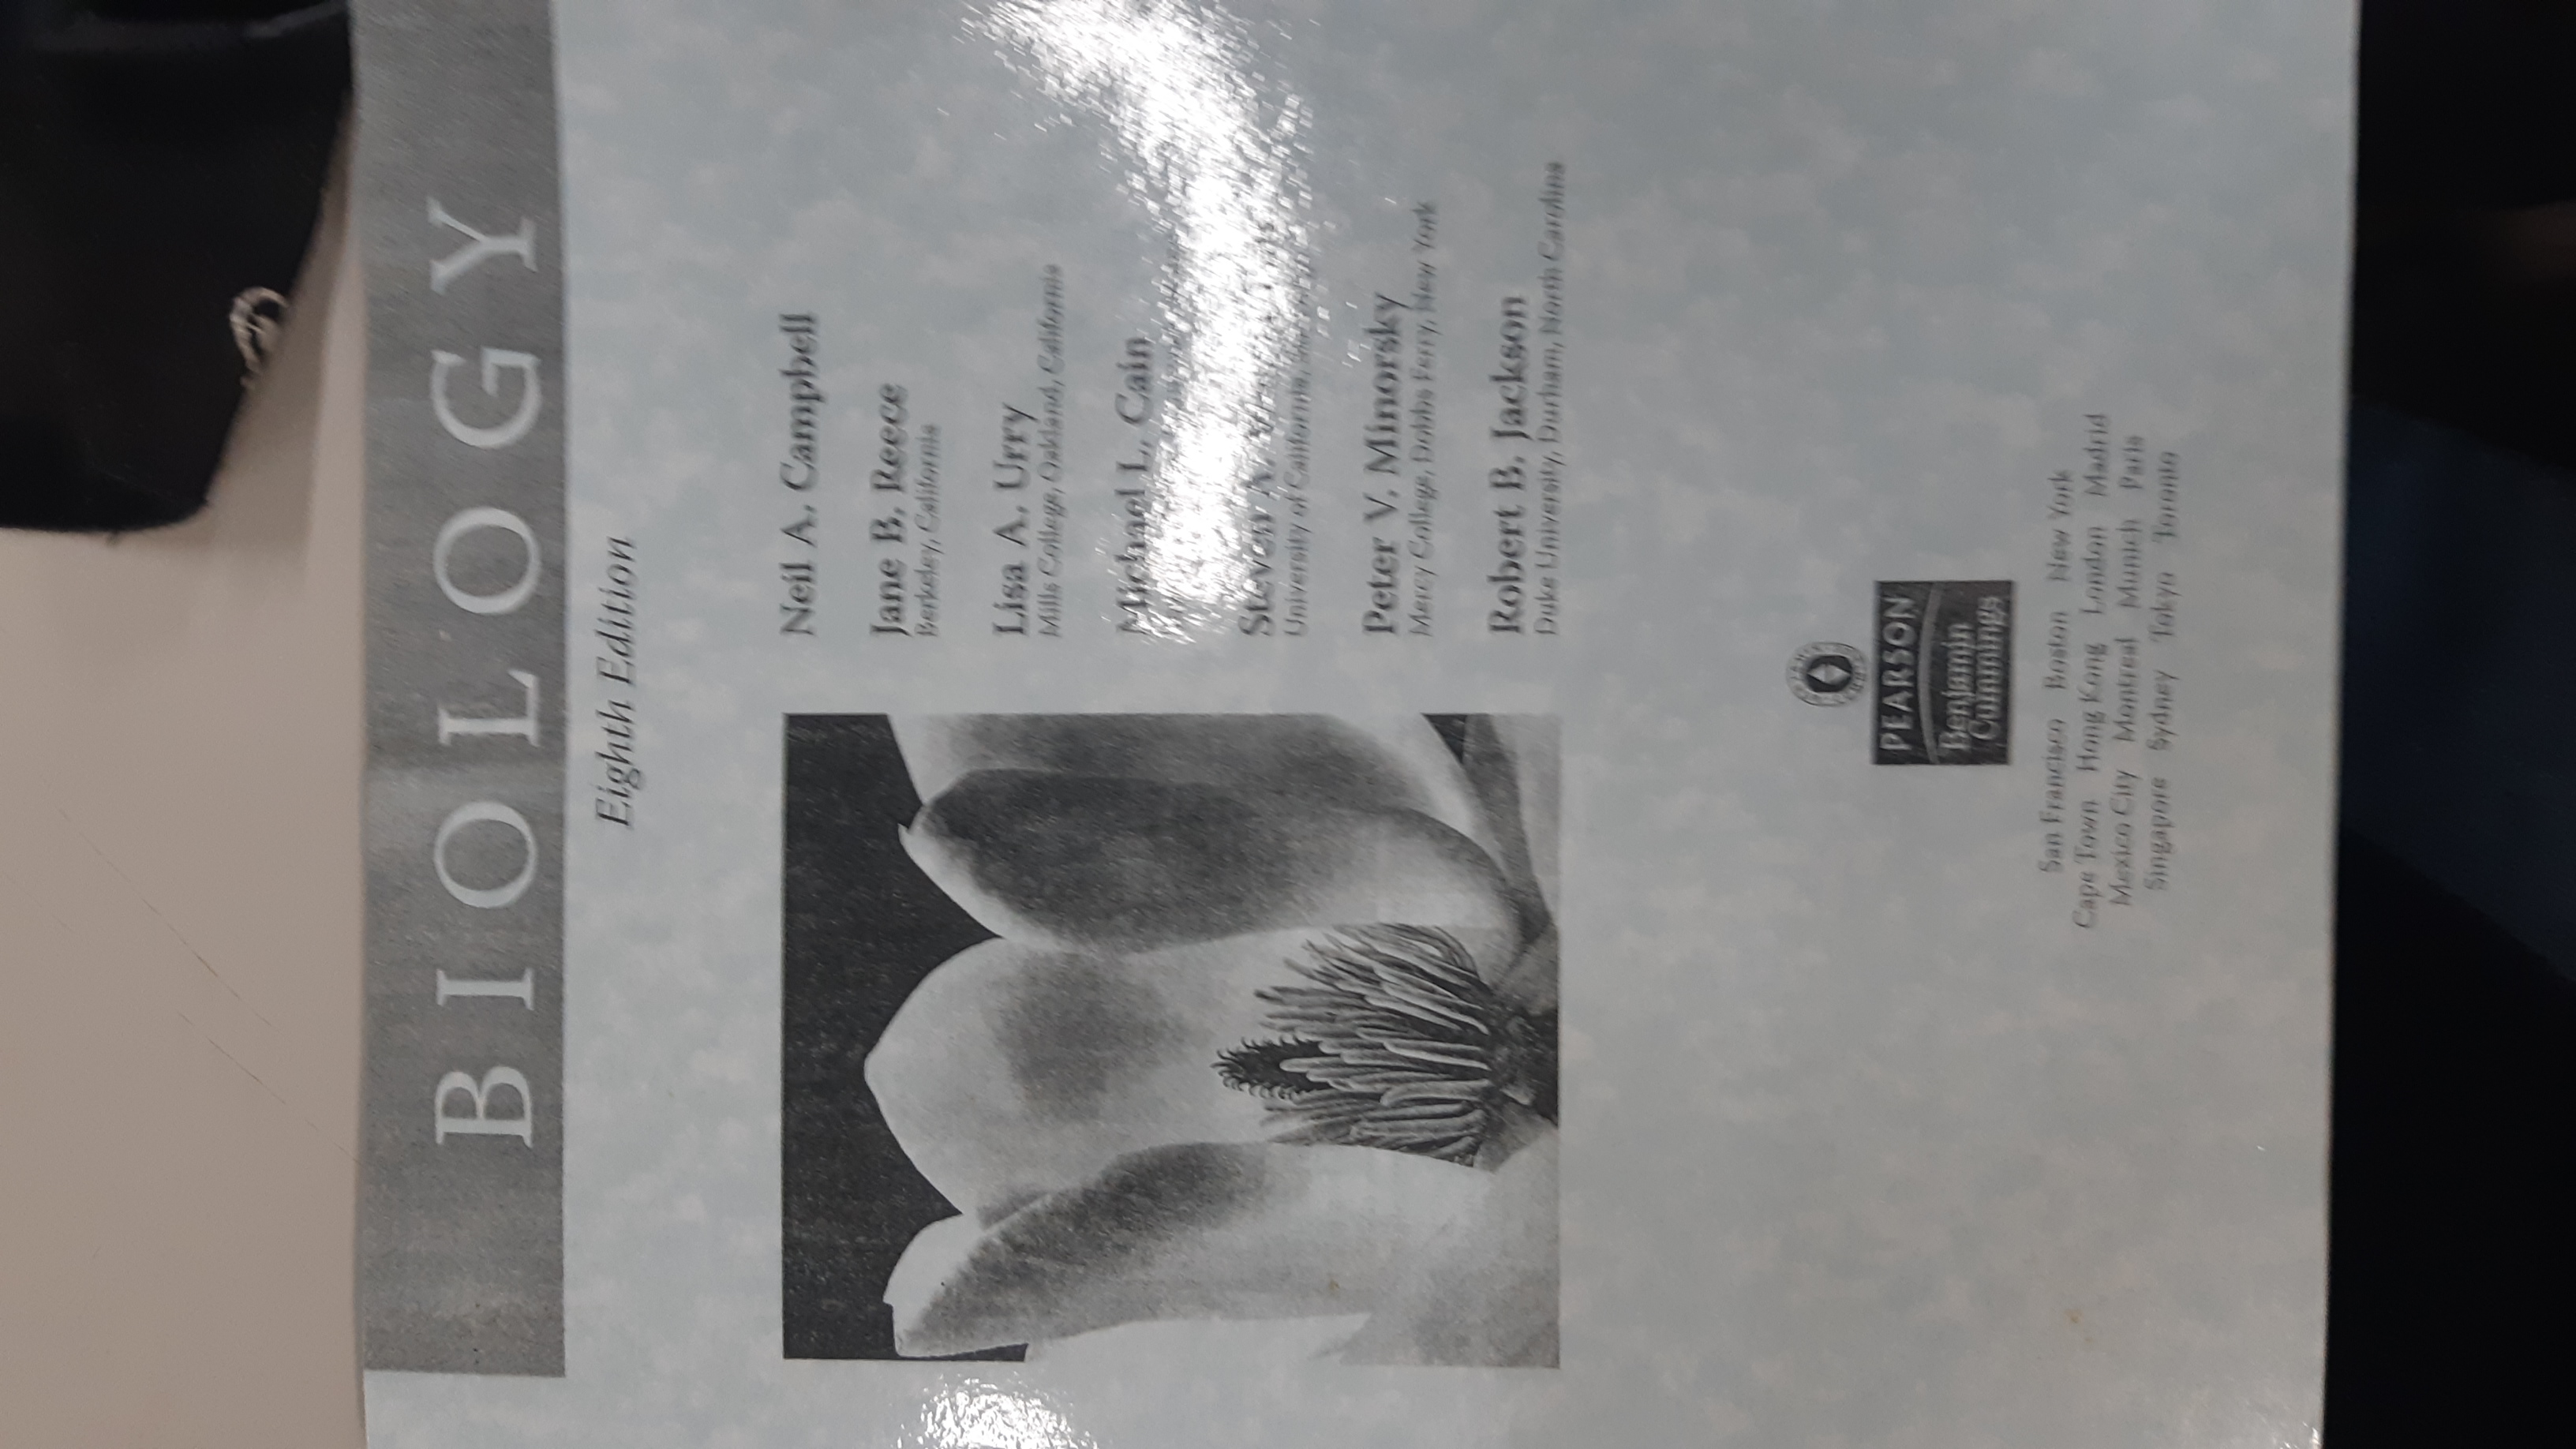 BIOLOGY
Eighth Edition
Neil A. Campbell
Jane B. Reece
Berkeley, California
Lisa A. Urry
Mills College, Oakland, California
Michael L. Cain
Steven A.
University of California,
Peter V. Minorsky
Mercy College, Dobbs Ferry, New York
Robert B. Jackson
Duke University, Durham, North Carolina
PEARSON
Benjamin
Cummings
San Francisco Boston New York
Cape Town Hong Kong London Madrid
Mexico City Montreal Munich Paris
Singapore Sydney Tokyo Toronto